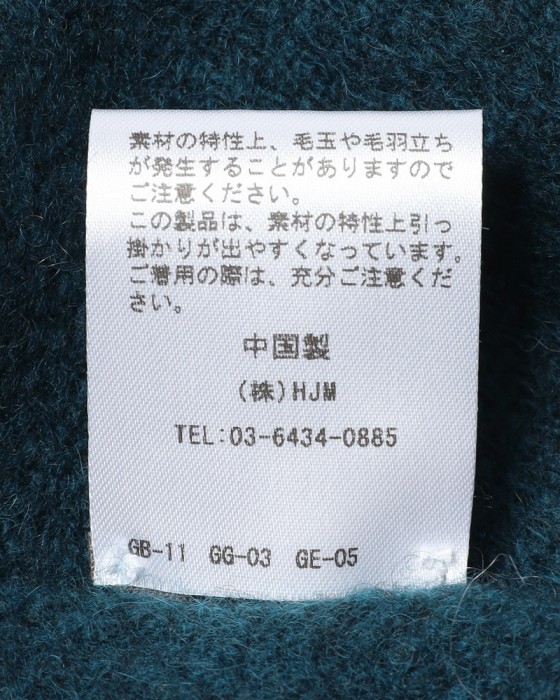 素材の特性上、毛玉や毛羽立ち
が発生することがありますので
ご注意ください。
この製品は、素材の特性上引っ
掛かりが出やすくなっています。
ご着用の際は、充分ご注意くだ
さい。
中国製
(株)HJM
TEL:03-6434-0885
GB-11 GG-03 GE-05